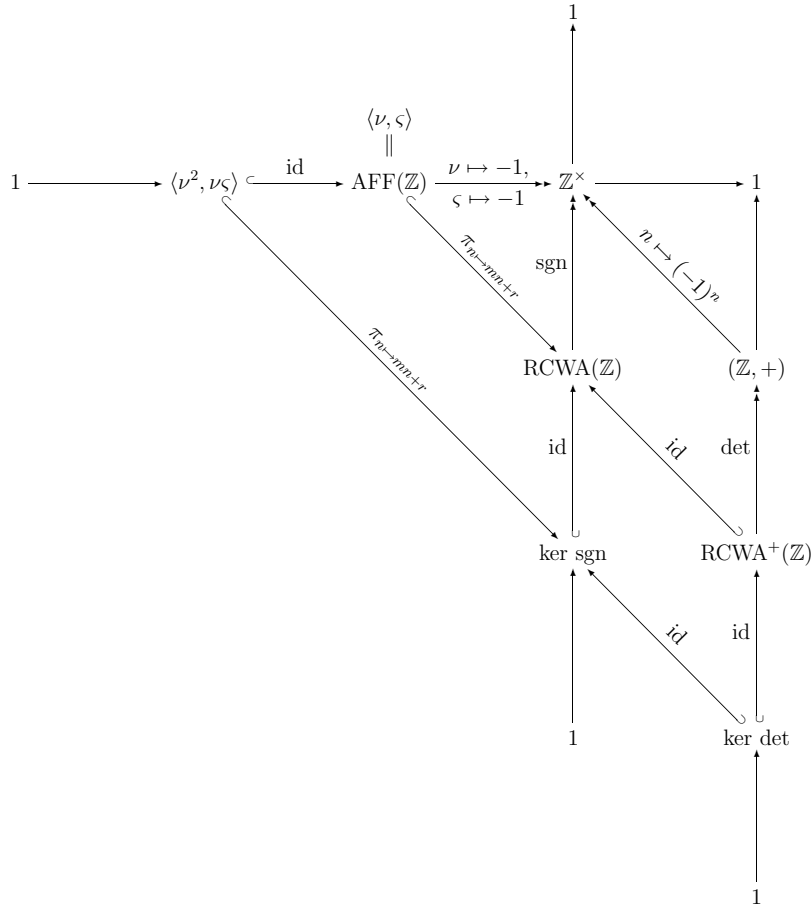 1
⟨ν, ς⟩
||
1 ⟨ν², νς⟩ id AFF(ℤ) ν ↦ −1, ℤ× 1
ς ↦ −1
π_{n↦mn+r} sgn n ↦ (−1)ⁿ
π_{n↦mn+r} RCWA(ℤ) (ℤ, +)
id id det
ker sgn RCWA⁺(ℤ)
id id
1 ker det
1